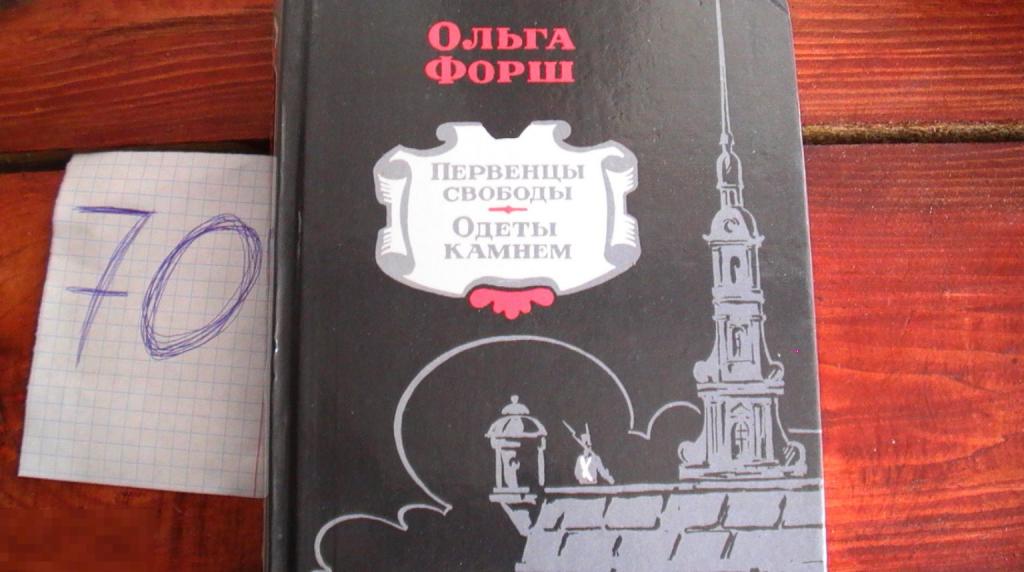 Ольга
Форш
Первенцы
свободы
Одеты
камнем
70